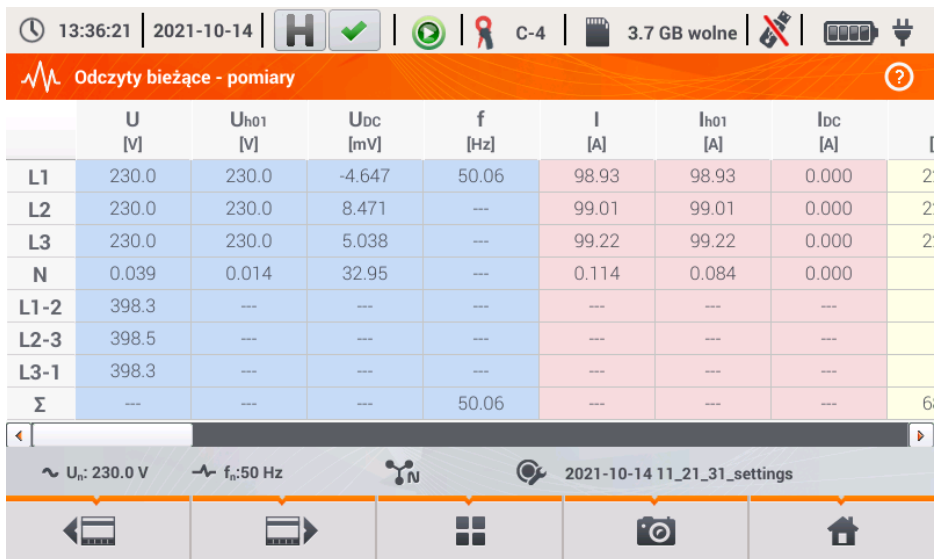 13:36:21 2021-10-14 H C-4 3.7 GB wolne
Odczyty bieżące - pomiary ?
U Uh01 UDC f I Ih01 IDC
[V] [V] [mV] [Hz] [A] [A] [A] [
L1 230.0 230.0 -4.647 50.06 98.93 98.93 0.000 2
L2 230.0 230.0 8.471 --- 99.01 99.01 0.000 2
L3 230.0 230.0 5.038 --- 99.22 99.22 0.000 2
N 0.039 0.014 32.95 --- 0.114 0.084 0.000
L1-2 398.3 --- --- --- --- --- ---
L2-3 398.5 --- --- --- --- --- ---
L3-1 398.3 --- --- --- --- --- ---
Σ --- --- --- 50.06 --- --- --- 6
Un: 230.0 V fn:50 Hz N 2021-10-14 11_21_31_settings